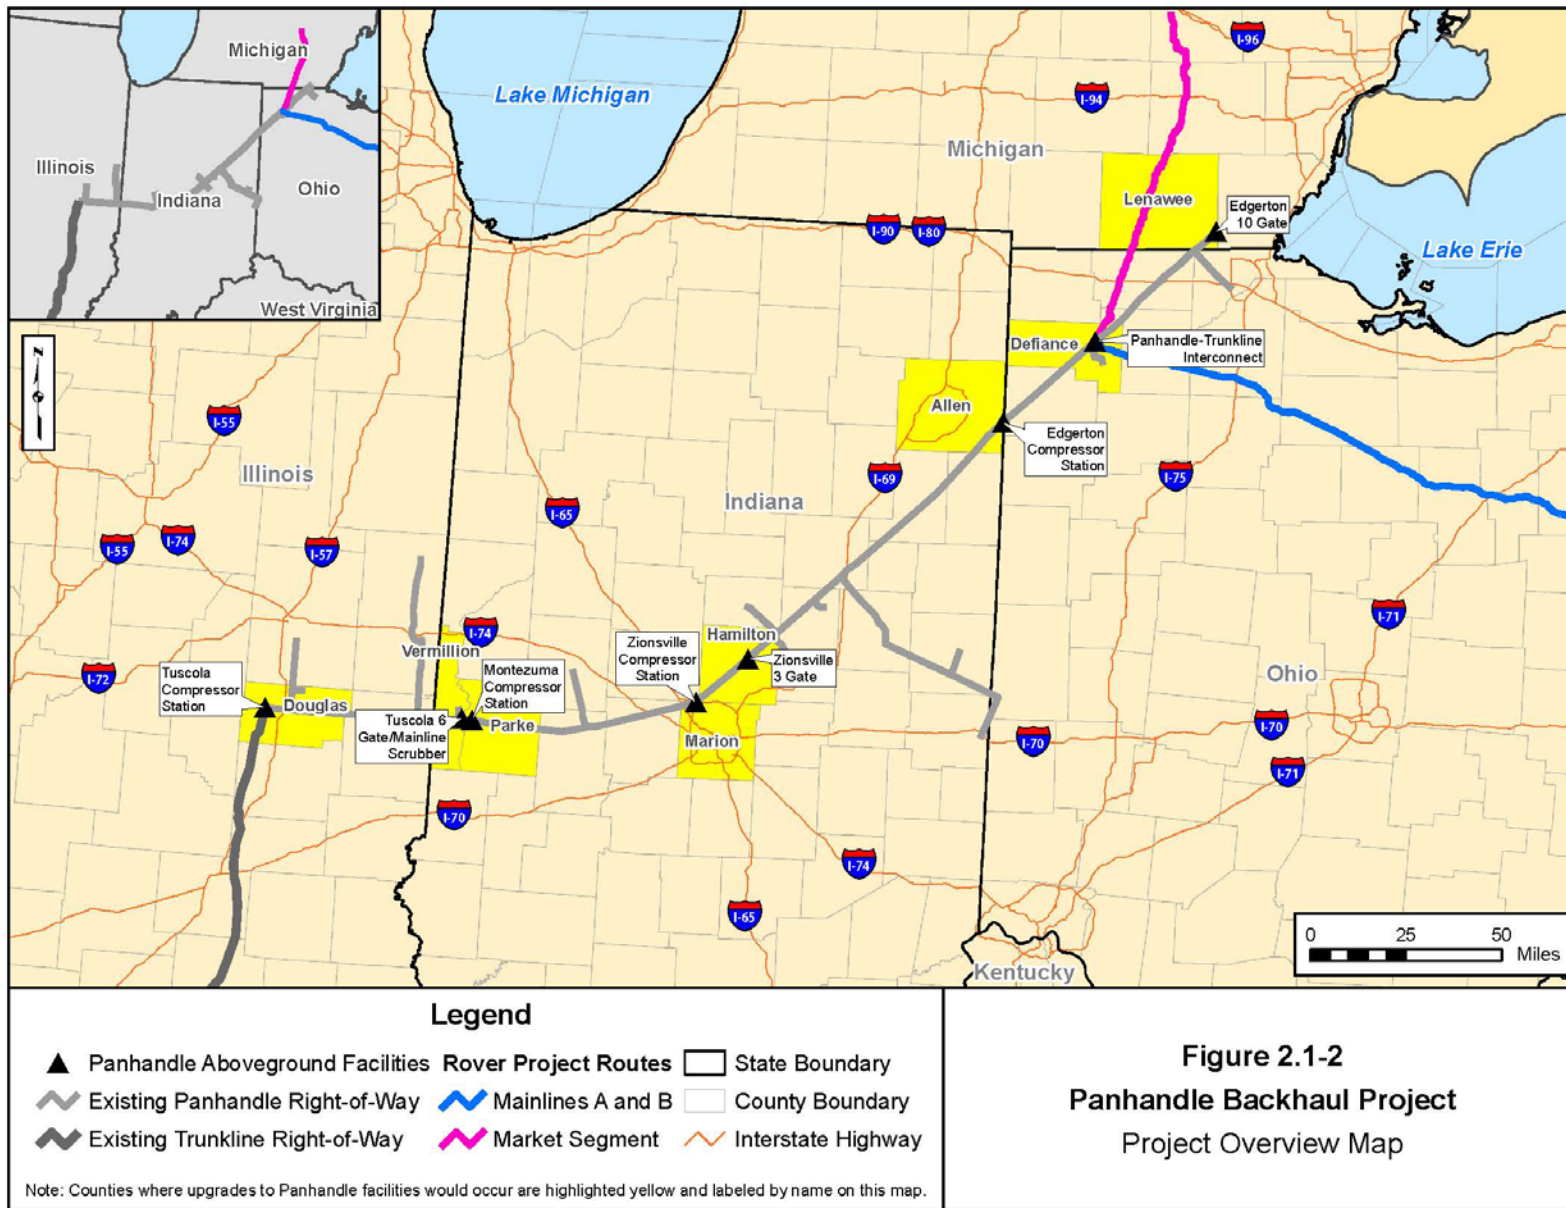 Michigan
Illinois
Indiana
Ohio
West Virginia
Lake Michigan
I-96
I-94
Michigan
Lenawee
Edgerton
10 Gate
I-90
I-80
Lake Erie
N
Defiance
Panhandle-Trunkline
Interconnect
Allen
I-55
Edgerton
Compressor
Station
Illinois
I-69
I-75
Indiana
I-65
I-55
I-74
I-57
I-71
I-74
Hamilton
Vermillion
Zionsville
Compressor
Station
Zionsville
3 Gate
Montezuma
Compressor
Station
I-72
Tuscola
Compressor
Station
Ohio
Douglas
Tuscola 6
Gate/Mainline
Scrubber
Parke
Marion
I-70
I-70
I-71
I-70
I-74
I-65
Kentucky
0 25 50
Miles
Legend
Panhandle Aboveground Facilities
Existing Panhandle Right-of-Way
Existing Trunkline Right-of-Way
Rover Project Routes
Mainlines A and B
Market Segment
State Boundary
County Boundary
Interstate Highway
Note: Counties where upgrades to Panhandle facilities would occur are highlighted yellow and labeled by name on this map.
Figure 2.1-2
Panhandle Backhaul Project
Project Overview Map